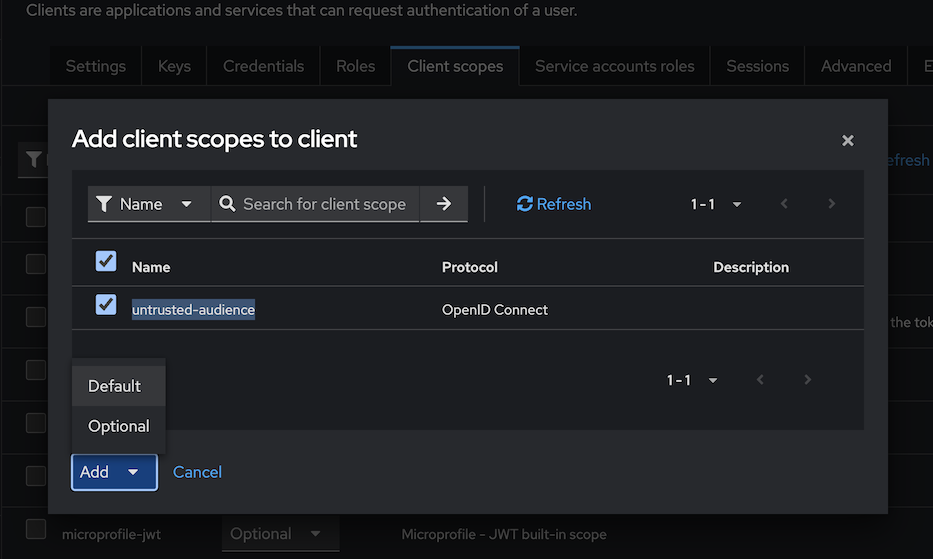 Clients are applications and services that can request authentication of a user.
Settings Keys Credentials Roles Client scopes Service accounts roles Sessions Advanced E
Add client scopes to client
efresh
Name Search for client scope Refresh 1-1
Name Protocol Description
untrusted-audience OpenID Connect
the tok
1-1
Default
Optional
Add Cancel
microprofile-jwt Optional Microprofile - JWT built-in scope